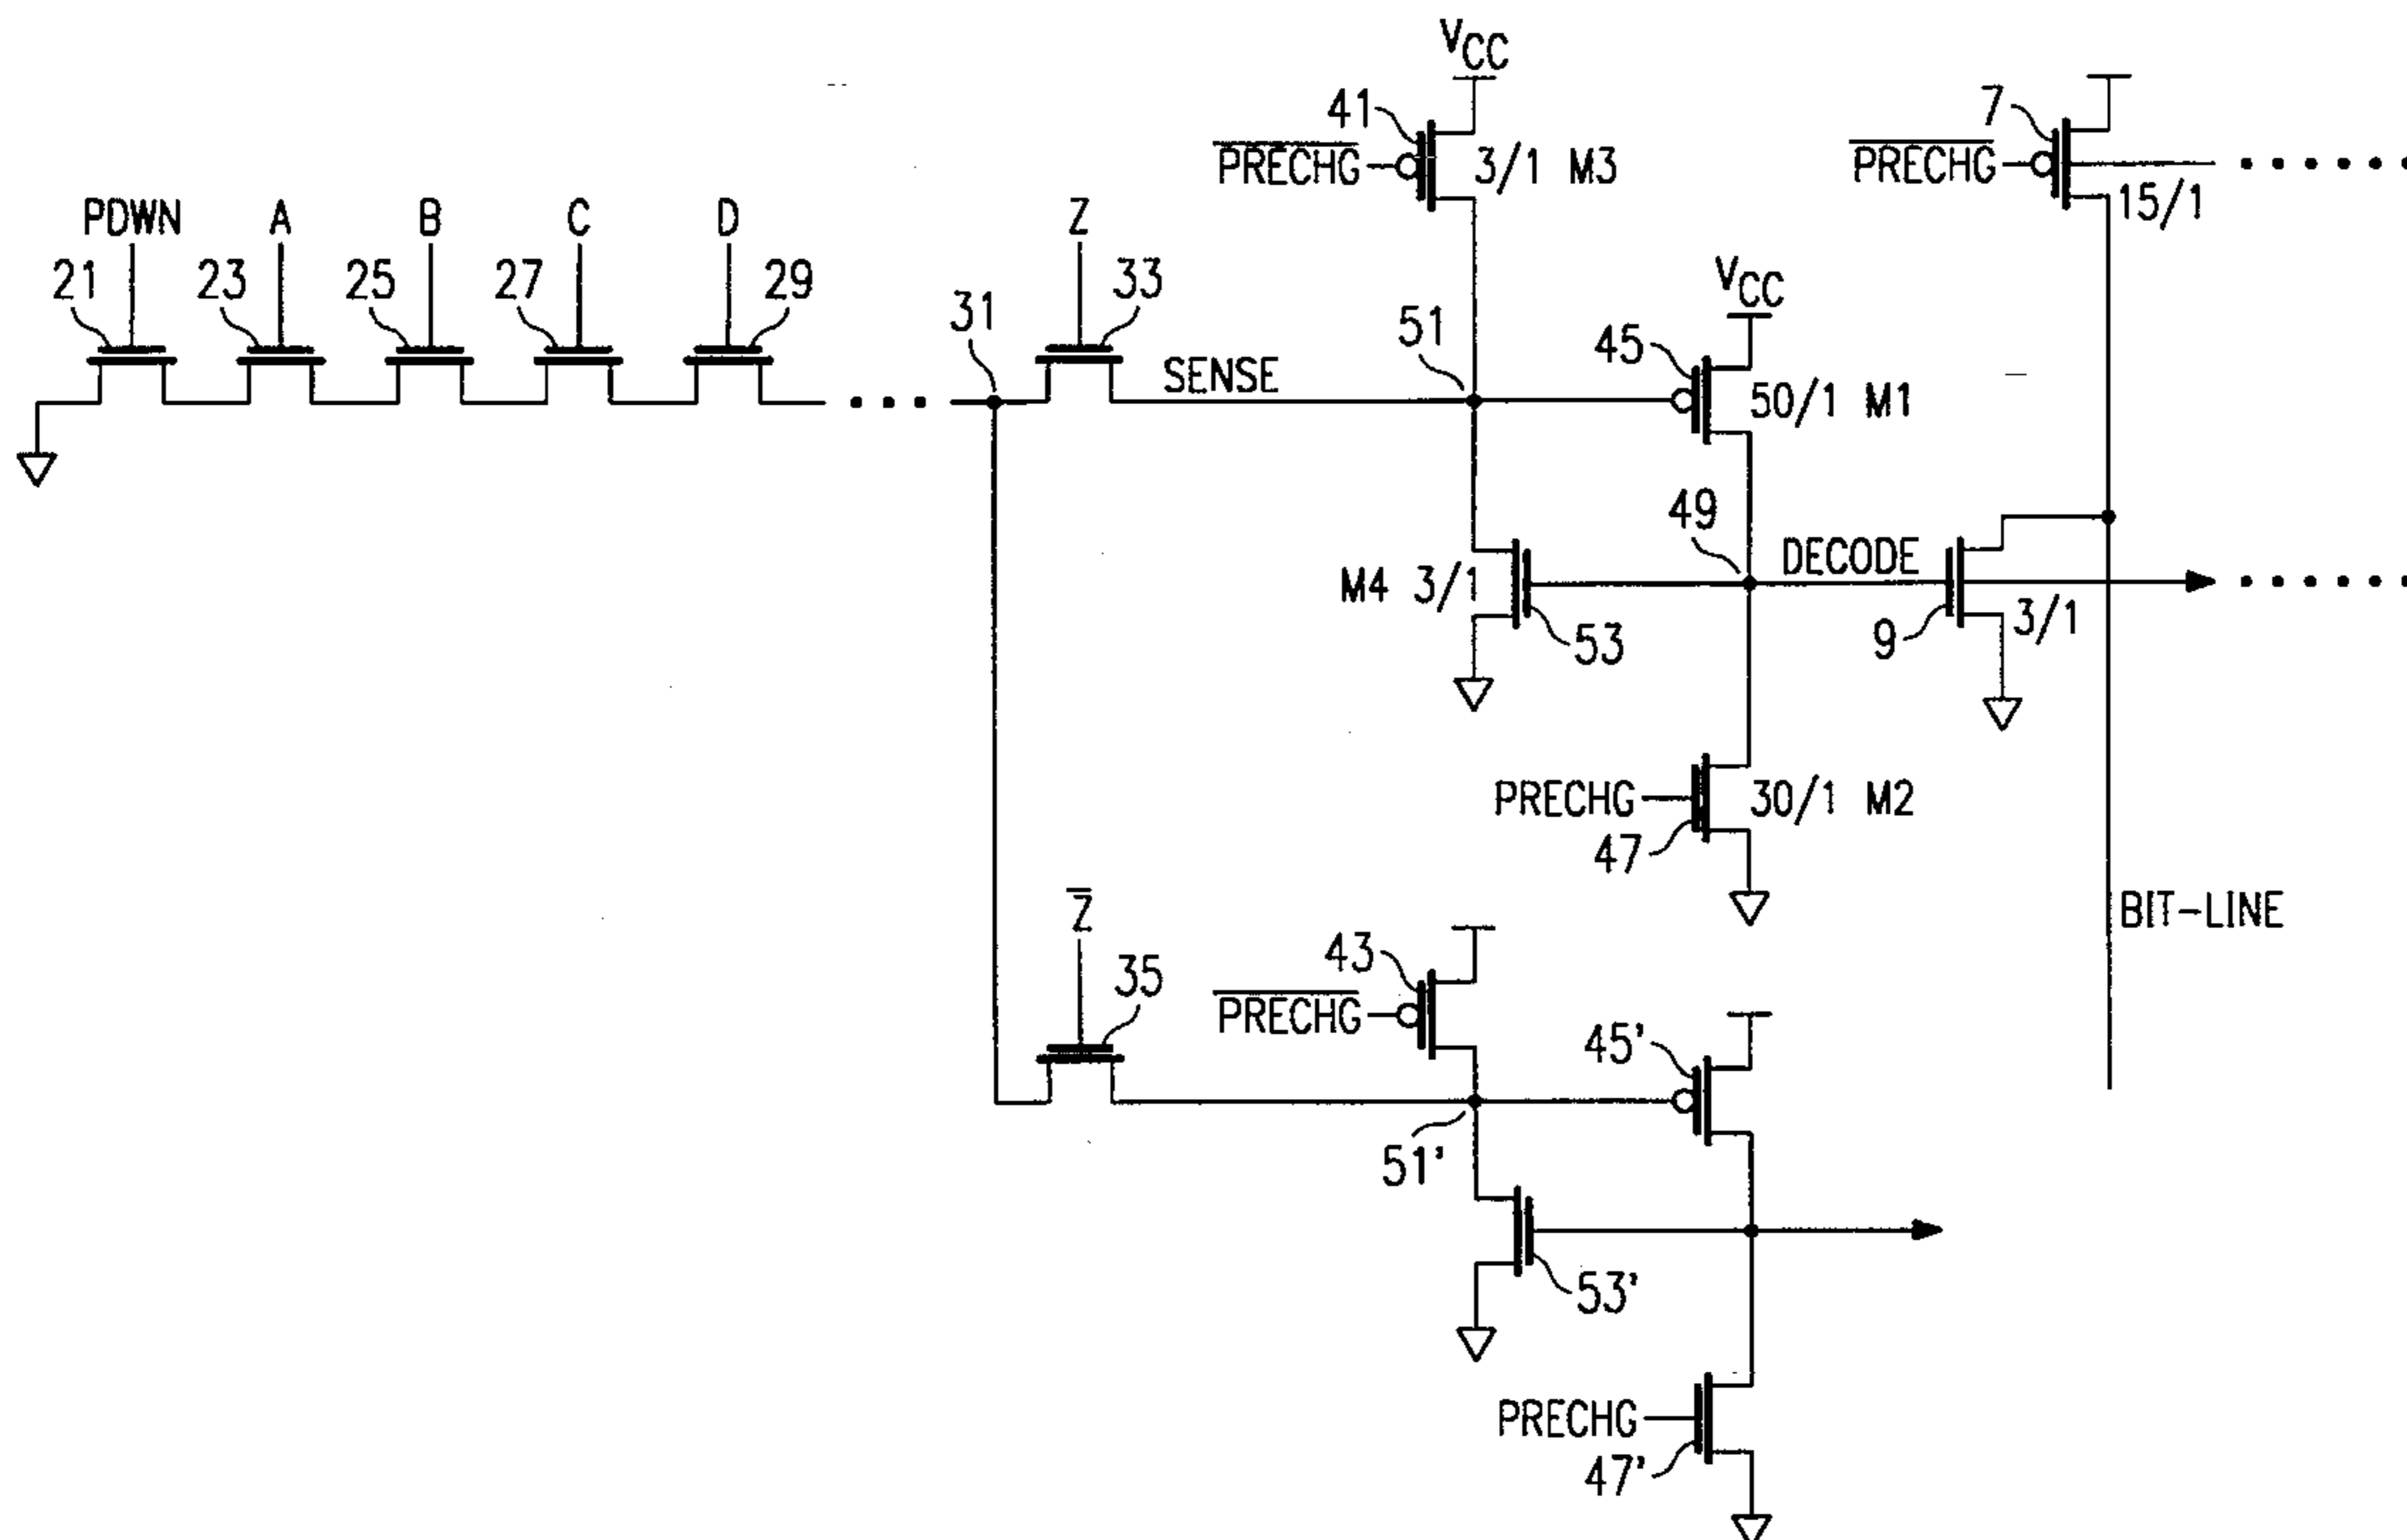 V_CC
41
7
PRECHG
3/1 M3
PRECHG
15/1
PDWN
A
B
C
D
Z
21
23
25
27
29
31
33
V_CC
51
45
SENSE
50/1 M1
49
DECODE
M4 3/1
53
9
3/1
PRECHG
30/1 M2
47
Z̅
BIT-LINE
43
35
PRECHG
45'
51'
53'
PRECHG
47'